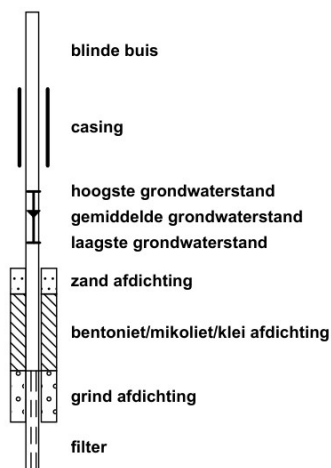 blinde buis
casing
hoogste grondwaterstand
gemiddelde grondwaterstand
laagste grondwaterstand
zand afdichting
bentoniet/mikoliet/klei afdichting
grind afdichting
filter